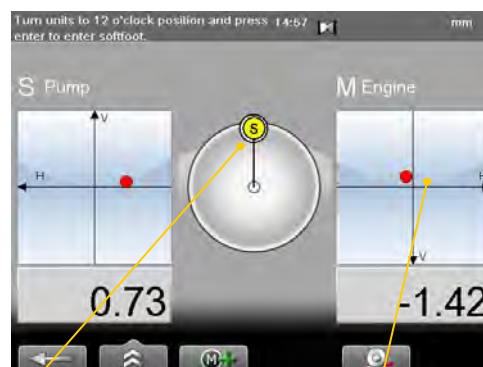 Turn units to 12 o'clock position and press 14:57 mm
enter to enter softfoot.
S Pump
M Engine
V
S
H
H
V
0.73
-1.42
M